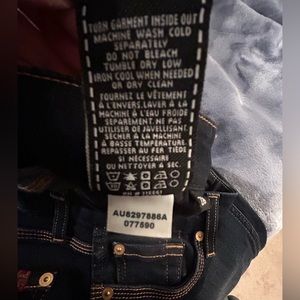 TURN GARMENT INSIDE OUT
MACHINE WASH COLD
SEPARATELY
DO NOT BLEACH
TUMBLE DRY LOW
IRON COOL WHEN NEEDED
OR DRY CLEAN
TOURNEZ LE VÊTEMENT
À L'ENVERS.LAVER À LA
MACHINE À L'EAU FROIDE
SÉPAREMENT. NE PAS
UTILISER DE JAVELLISANT.
SÉCHER À LA MACHINE
À BASSE TEMPÉRATURE
REPASSER AU FER TIÈDE
SI NÉCESSAIRE
OU NETTOYER À SEC.
AU8297886A
077590